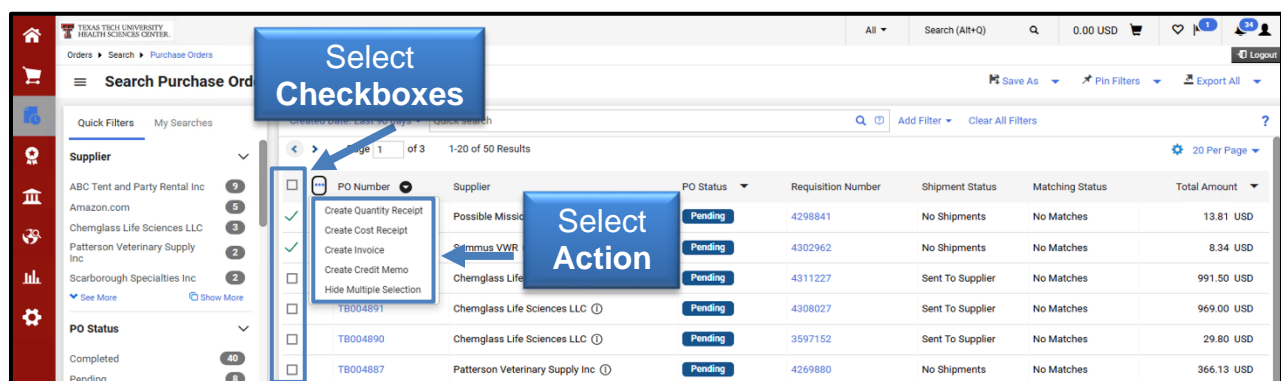 TEXAS TECH UNIVERSITY
HEALTH SCIENCES CENTER.
All
Search (Alt+Q)
0.00 USD
1
34
Orders
Search
Purchase Orders
Logout
Search Purchase
Save As
Pin Filters
Export All
Select
Checkboxes
Quick Filters
My Searches
Created Date: Last 90 days
Quick search
Add Filter
Clear All Filters
?
Supplier
Page 1 of 3
1-20 of 50 Results
20 Per Page
ABC Tent and Party Rental Inc 9
Amazon.com 5
Chemglass Life Sciences LLC 3
Patterson Veterinary Supply
Inc 2
Scarborough Specialties Inc 2
See More
Show More
PO Status
Completed 40
Pending 8
PO Number
Supplier
PO Status
Requisition Number
Shipment Status
Matching Status
Total Amount
Create Quantity Receipt
Create Cost Receipt
Create Invoice
Create Credit Memo
Hide Multiple Selection
Select
Action
Possible Pending 4298841 No Shipments No Matches 13.81 USD
VWR Pending 4302962 No Shipments No Matches 8.34 USD
Chemglass Pending 4311227 Sent To Supplier No Matches 991.50 USD
TB004891 Chemglass Life Sciences LLC Pending 4308027 Sent To Supplier No Matches 969.00 USD
TB004890 Chemglass Life Sciences LLC Pending 3597152 Sent To Supplier No Matches 29.80 USD
TB004887 Patterson Veterinary Supply Inc Pending 4269880 No Shipments No Matches 366.13 USD